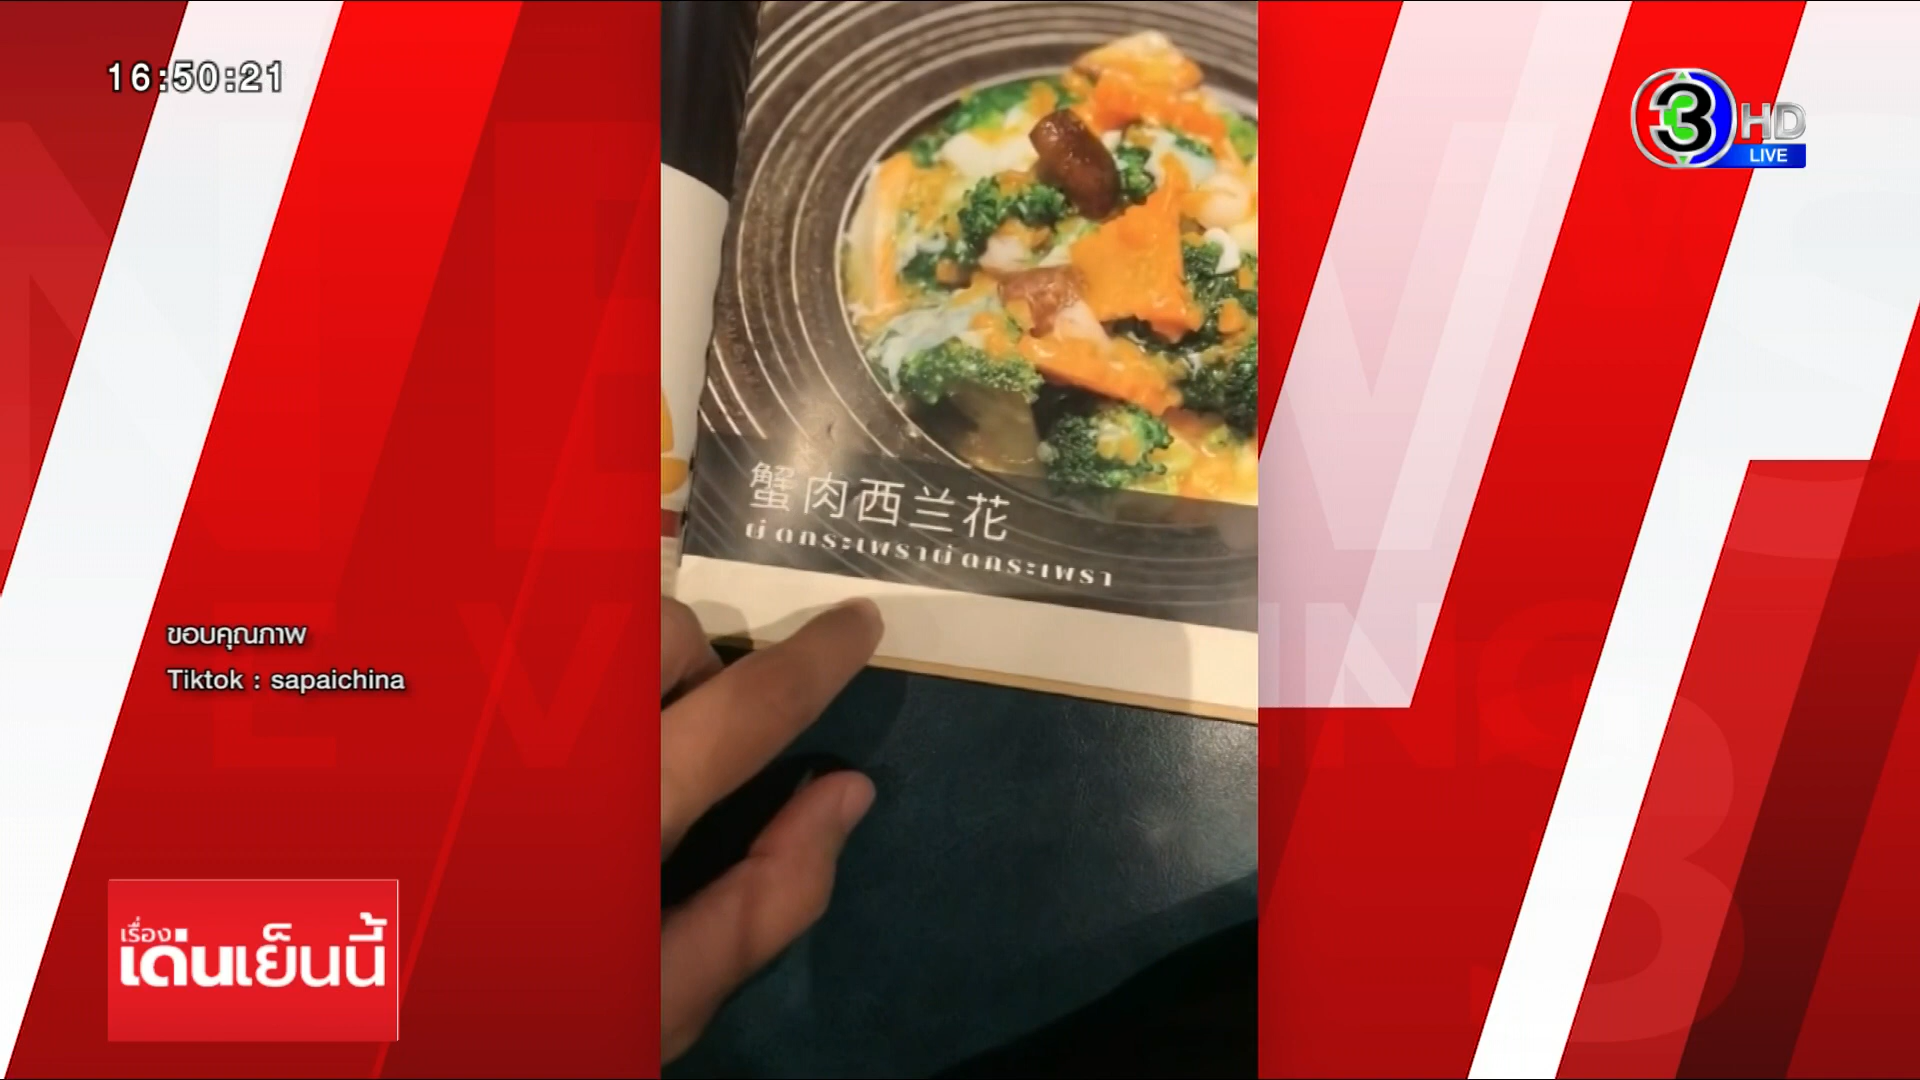 16:50:21
3 HD
LIVE
蟹肉西兰花
ผ่ดกระเพราผ่ดกระเพรา
ขอบคุณภาพ
Tiktok : sapaichina
เรื่อง
เด่นเย็นนี้